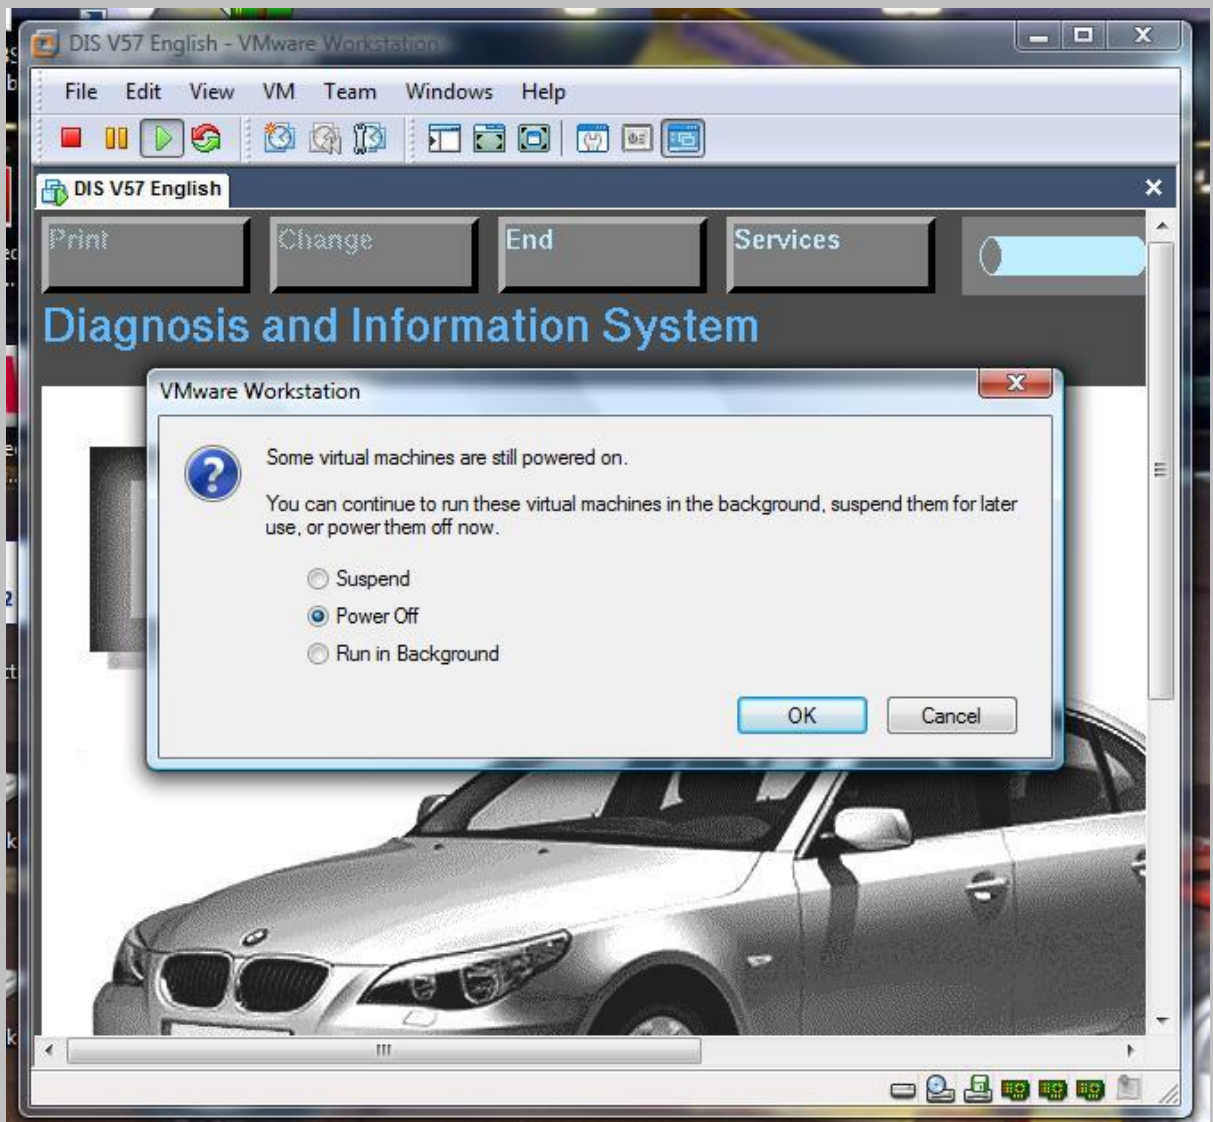 DIS V57 English - VMware Workstation
File Edit View VM Team Windows Help
DIS V57 English
Print Change End Services
Diagnosis and Information System
VMware Workstation
Some virtual machines are still powered on.
You can continue to run these virtual machines in the background, suspend them for later
use, or power them off now.
Suspend
Power Off
Run in Background
OK Cancel